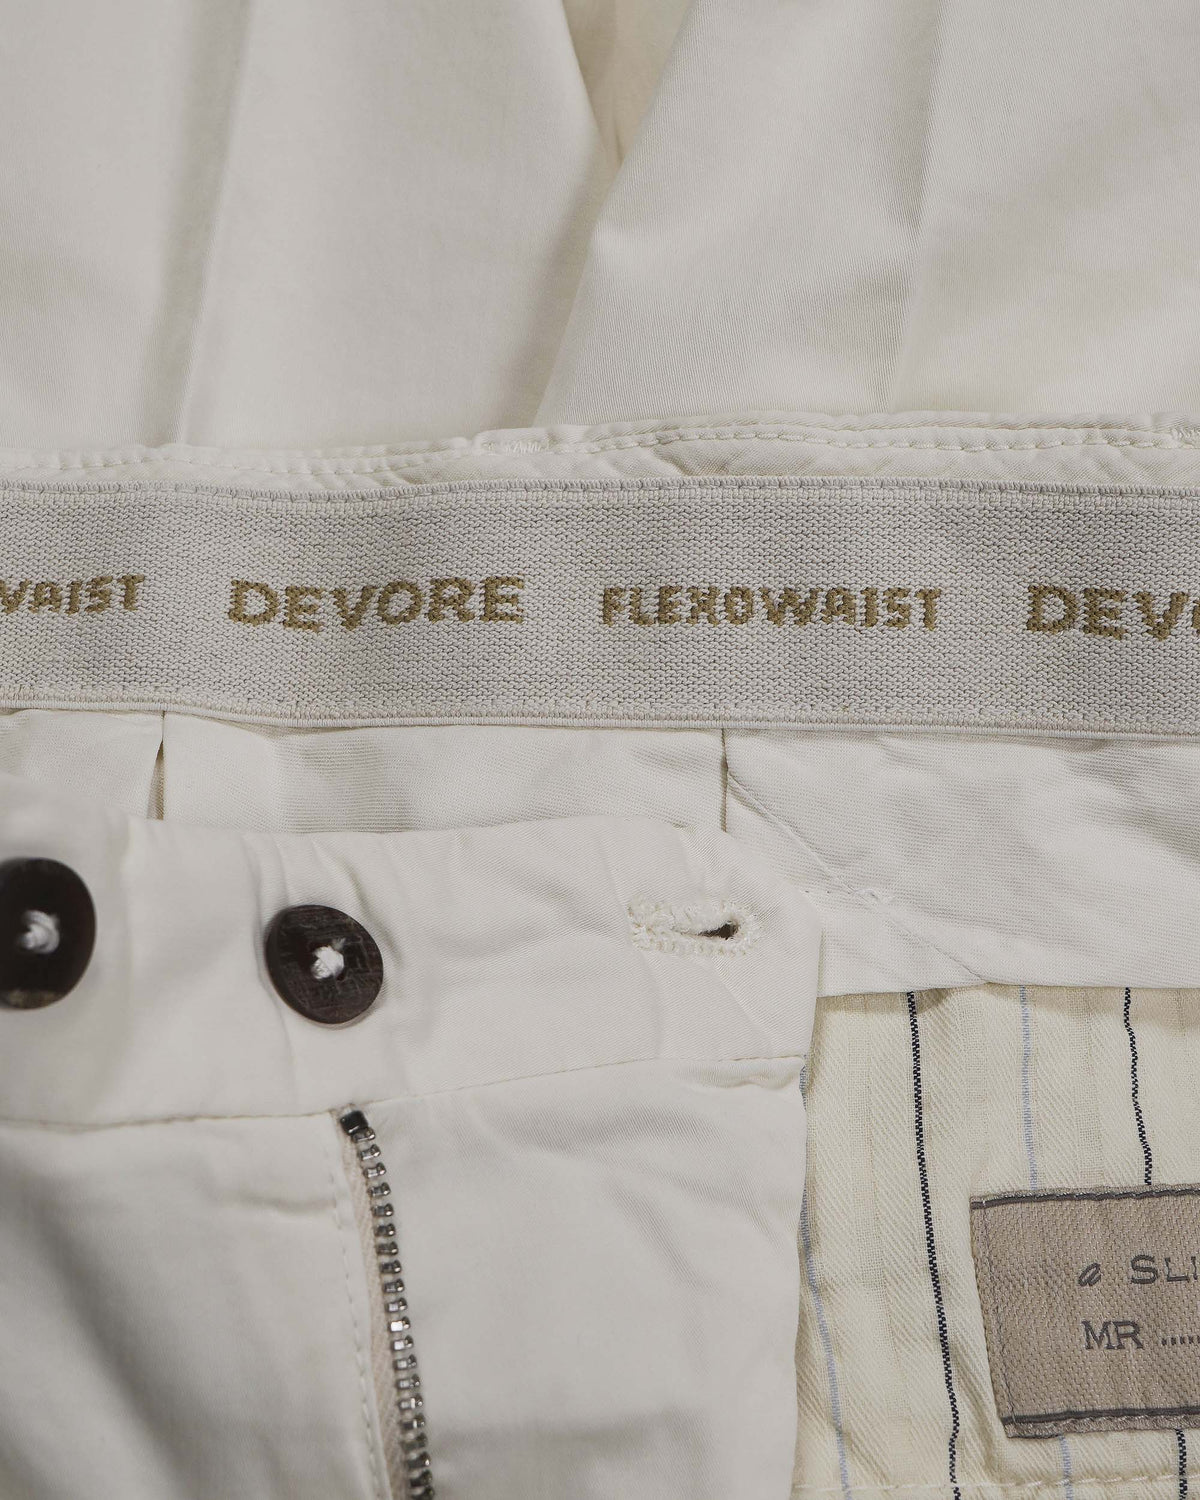 WAIST DEVORE FLEXOWAIST DEV
a SLI
MR ......